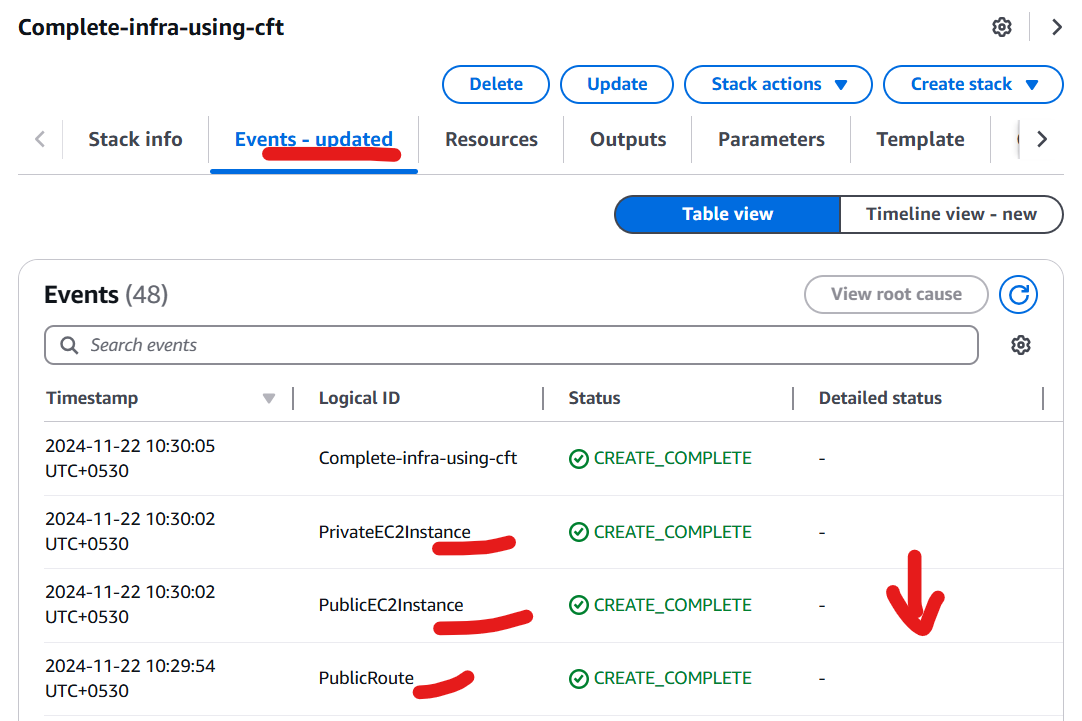 Complete-infra-using-cft
Delete
Update
Stack actions
Create stack
Stack info
Events - updated
Resources
Outputs
Parameters
Template
Table view
Timeline view - new
Events (48)
View root cause
Search events
Timestamp
Logical ID
Status
Detailed status
2024-11-22 10:30:05
UTC+0530
Complete-infra-using-cft
CREATE_COMPLETE
-
2024-11-22 10:30:02
UTC+0530
PrivateEC2Instance
CREATE_COMPLETE
-
2024-11-22 10:30:02
UTC+0530
PublicEC2Instance
CREATE_COMPLETE
-
2024-11-22 10:29:54
UTC+0530
PublicRoute
CREATE_COMPLETE
-